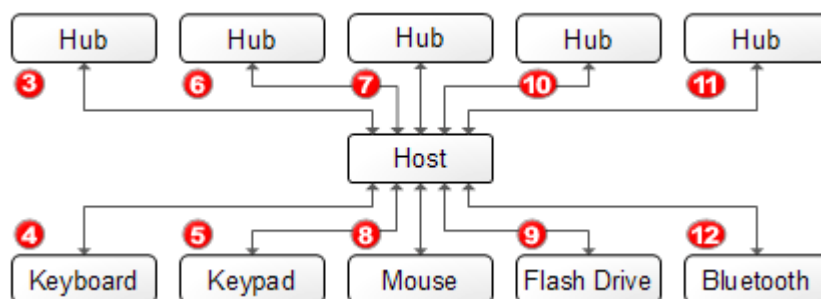 Hub Hub Hub Hub Hub
3 6 7 10 11
Host
4 5 8 9 12
Keyboard Keypad Mouse Flash Drive Bluetooth